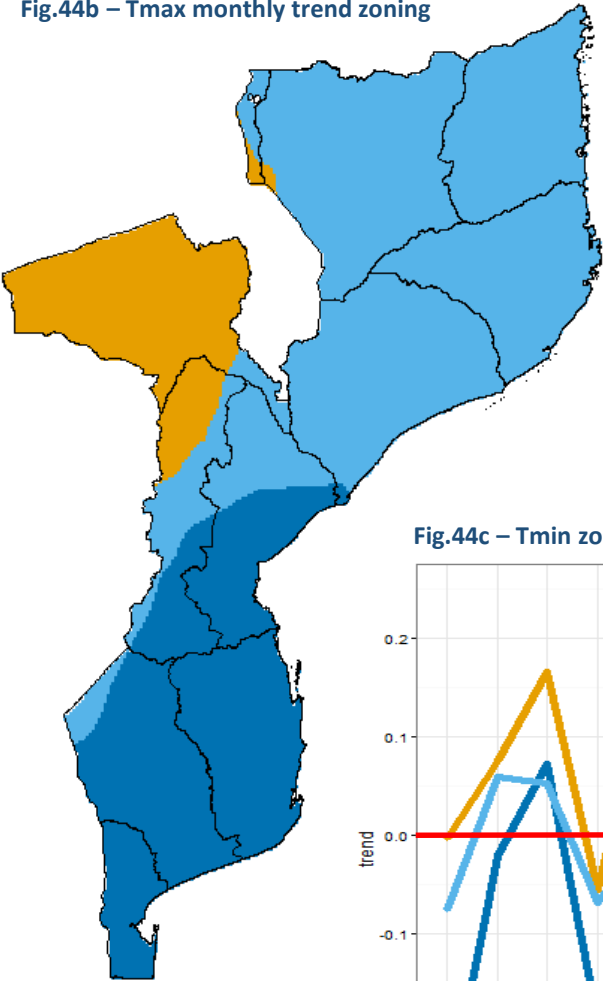 Fig.44b – Tmax monthly trend zoning
Fig.44c – Tmin zo
0.2
0.1
0.0
-0.1
trend